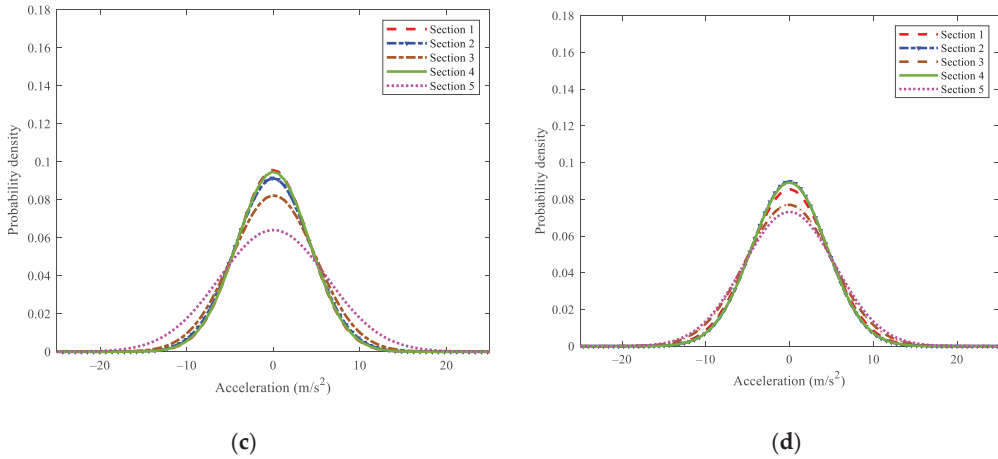 0.18
0.16
0.14
0.12
0.1
0.08
0.06
0.04
0.02
0
Probability density
−20
−10
0
10
20
Acceleration (m/s²)
Section 1
Section 2
Section 3
Section 4
Section 5
(c)
0.18
0.16
0.14
0.12
0.1
0.08
0.06
0.04
0.02
0
Probability density
−20
−10
0
10
20
Acceleration (m/s²)
Section 1
Section 2
Section 3
Section 4
Section 5
(d)